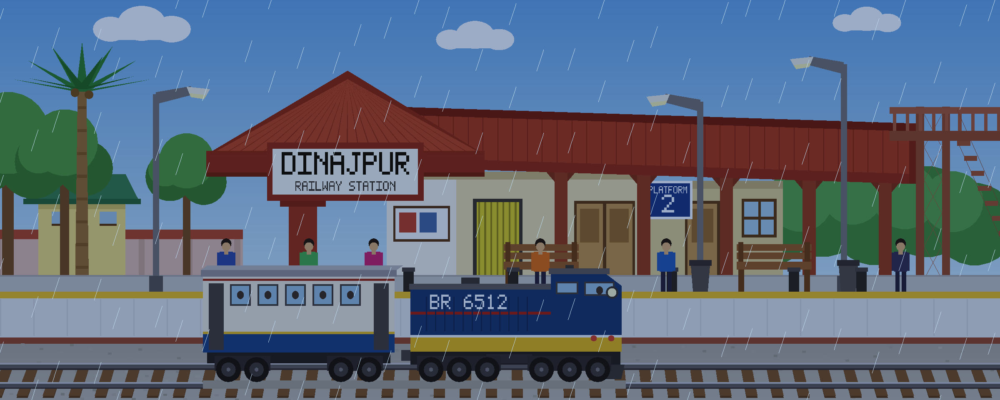 DINAJPUR
RAILWAY STATION
PLATFORM
2
BR 6512